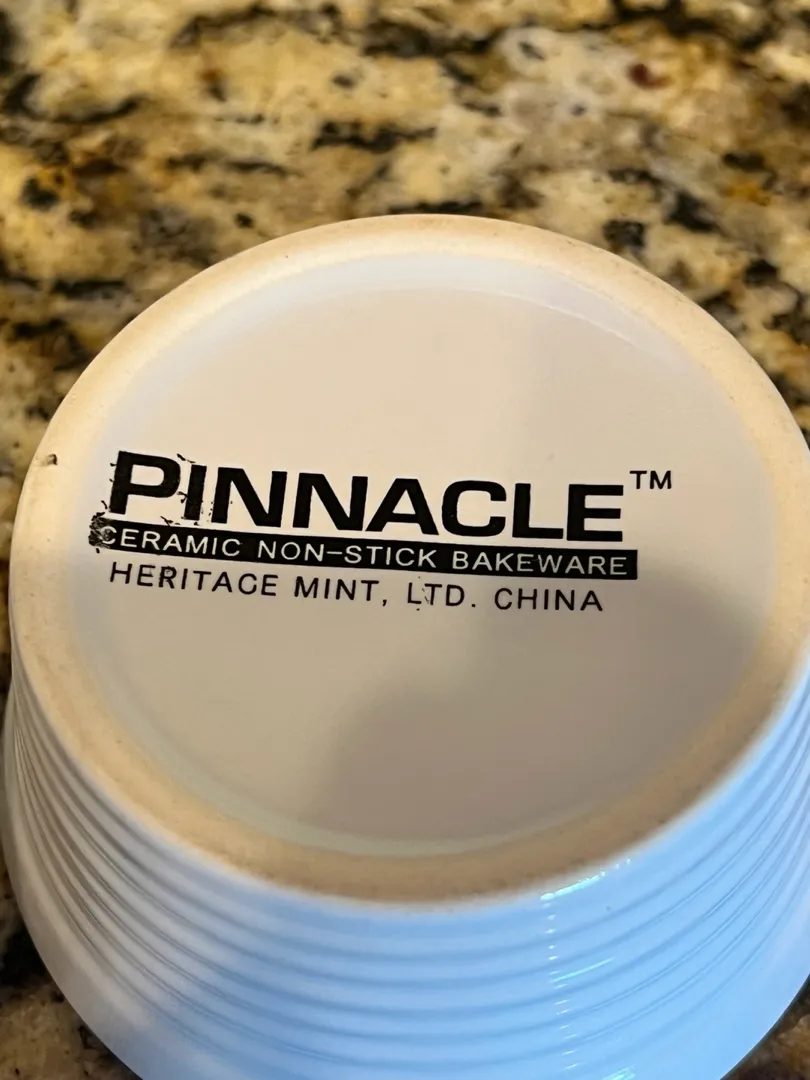 PINNACLE™
CERAMIC NON-STICK BAKEWARE
HERITAGE MINT, LTD. CHINA